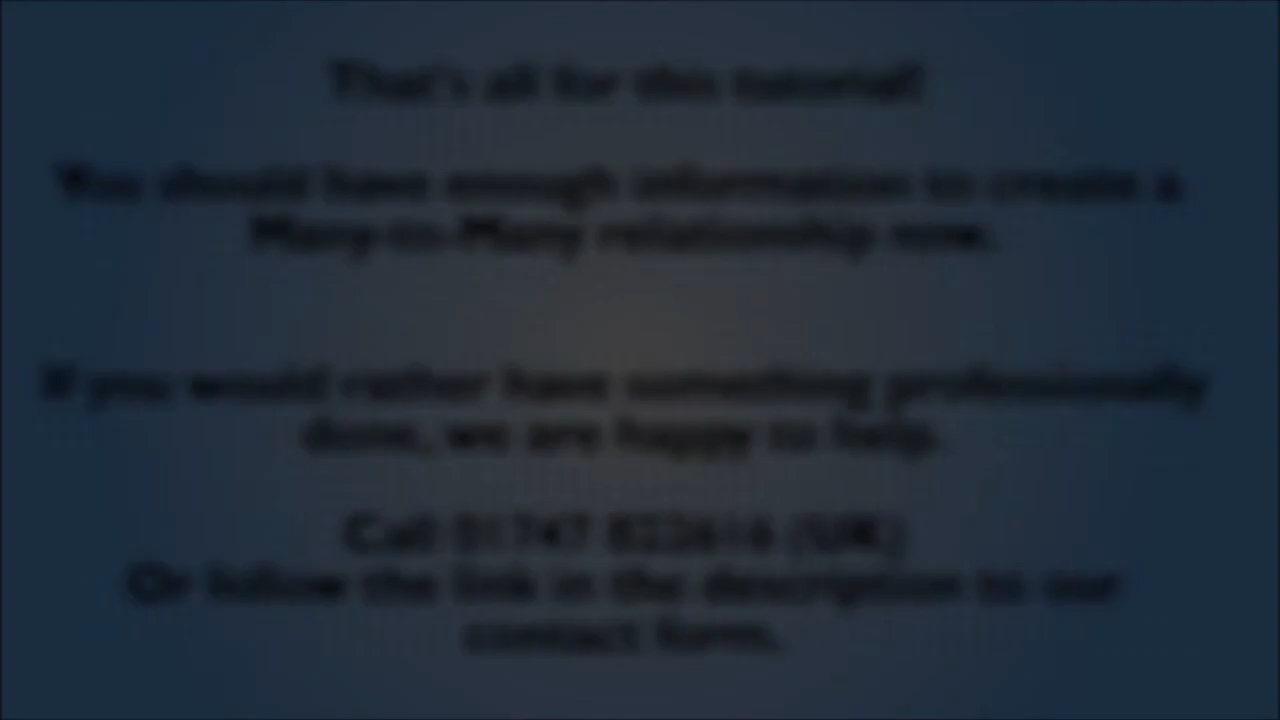 That's all for this tutorial!
You should have enough information to create a
Many-to-Many relationship now.
If you would rather have something professionally
done, we are happy to help.
Call 01747 822616 (UK)
Or follow the link in the description to our
contact form.